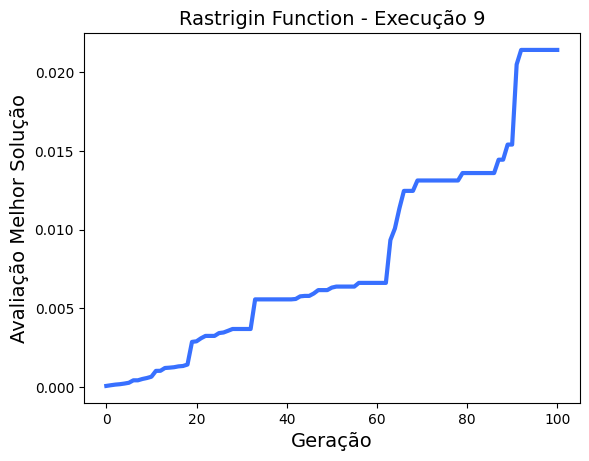 Rastrigin Function - Execução 9
Avaliação Melhor Solução
0.020
0.015
0.010
0.005
0.000
0 20 40 60 80 100
Geração